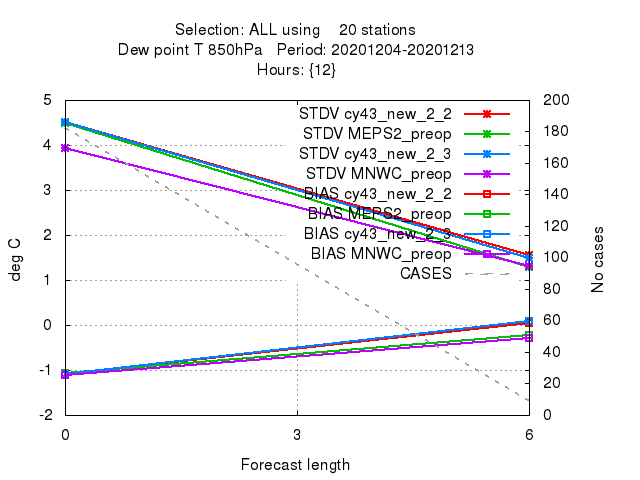 Selection: ALL using    20 stations
Dew point T 850hPa   Period: 20201204-20201213
Hours: {12}
5
4
3
2
1
0
-1
-2
deg C
200
180
160
140
120
100
80
60
40
20
0
No cases
STDV cy43_new_2_2
STDV MEPS2_preop
STDV cy43_new_2_3
STDV MNWC_preop
BIAS cy43_new_2_2
BIAS MEPS2_preop
BIAS cy43_new_2_3
BIAS MNWC_preop
CASES
0
3
6
Forecast length